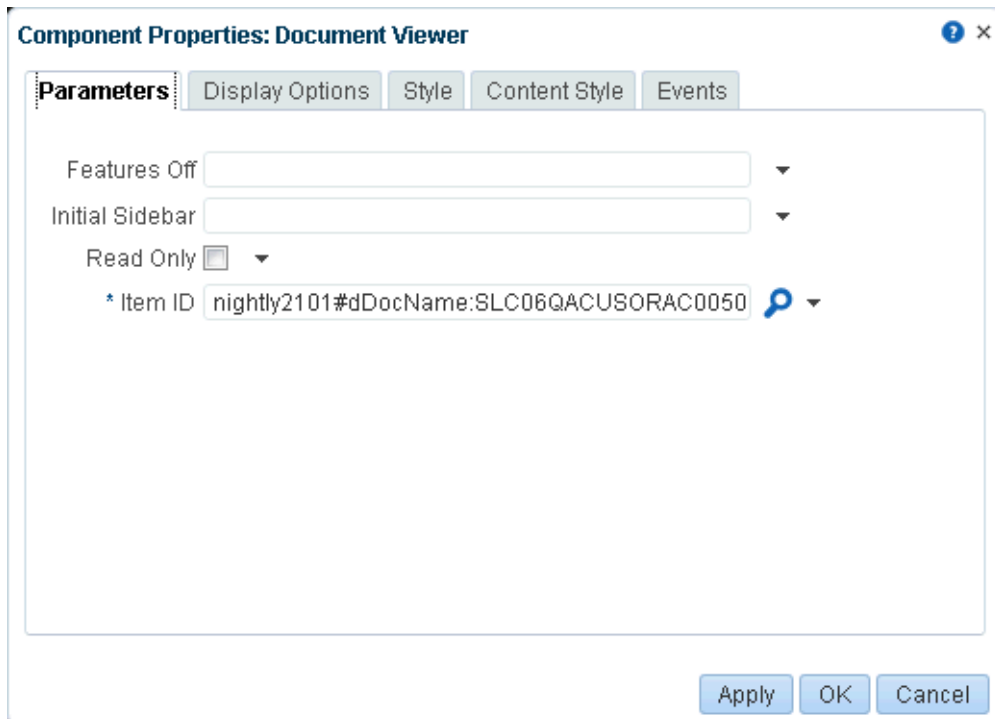 Component Properties: Document Viewer
Parameters Display Options Style Content Style Events
Features Off
Initial Sidebar
Read Only
* Item ID nightly2101#dDocName:SLC06QACUSORAC0050
Apply OK Cancel